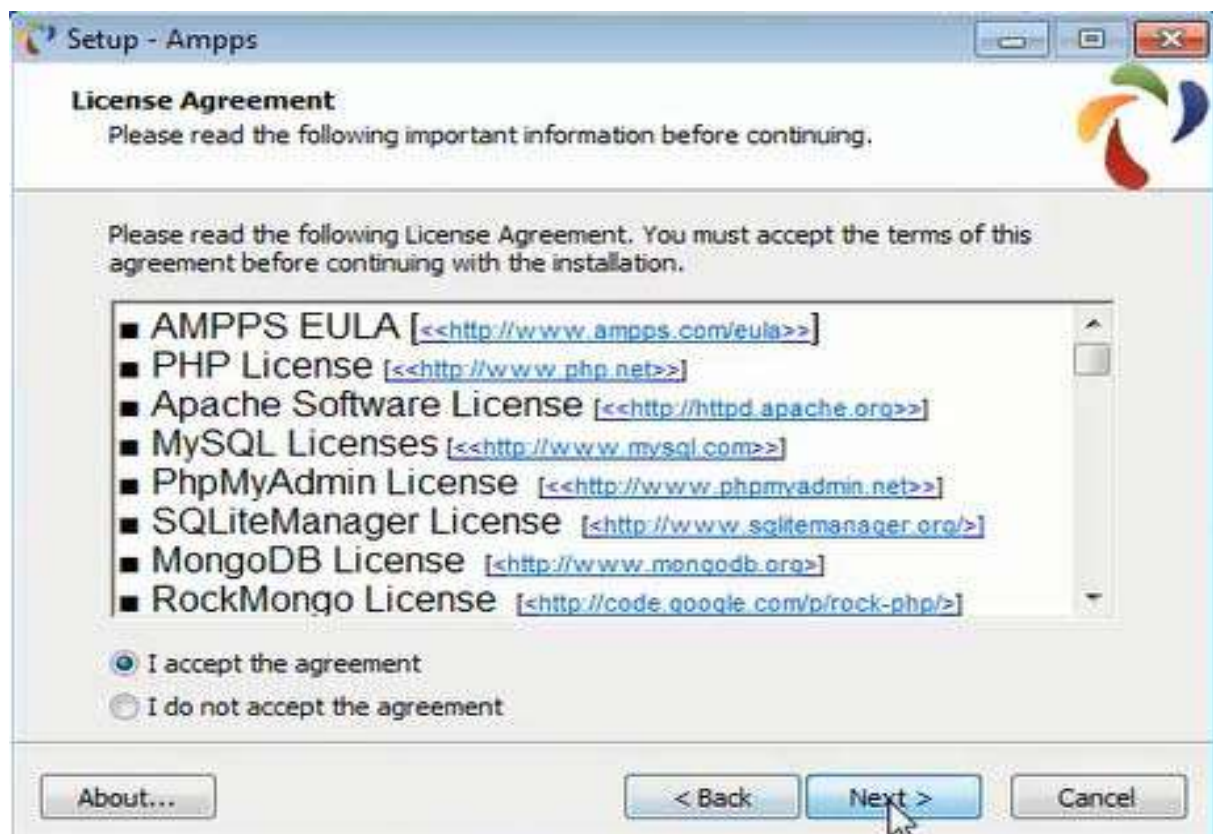 Setup - Ampps
License Agreement
Please read the following important information before continuing.
Please read the following License Agreement. You must accept the terms of this
agreement before continuing with the installation.
■ AMPPS EULA [<<http://www.ampps.com/eula>>]
■ PHP License [<<http://www.php.net>>]
■ Apache Software License [<<http://httpd.apache.org>>]
■ MySQL Licenses [<<http://www.mysql.com>>]
■ PhpMyAdmin License [<<http://www.phpmyadmin.net>>]
■ SQLiteManager License [<http://www.sqlitemanager.org/>]
■ MongoDB License [<http://www.mongodb.org>]
■ RockMongo License [<http://code.google.com/p/rock-php/>]
I accept the agreement
I do not accept the agreement
About... < Back Next > Cancel